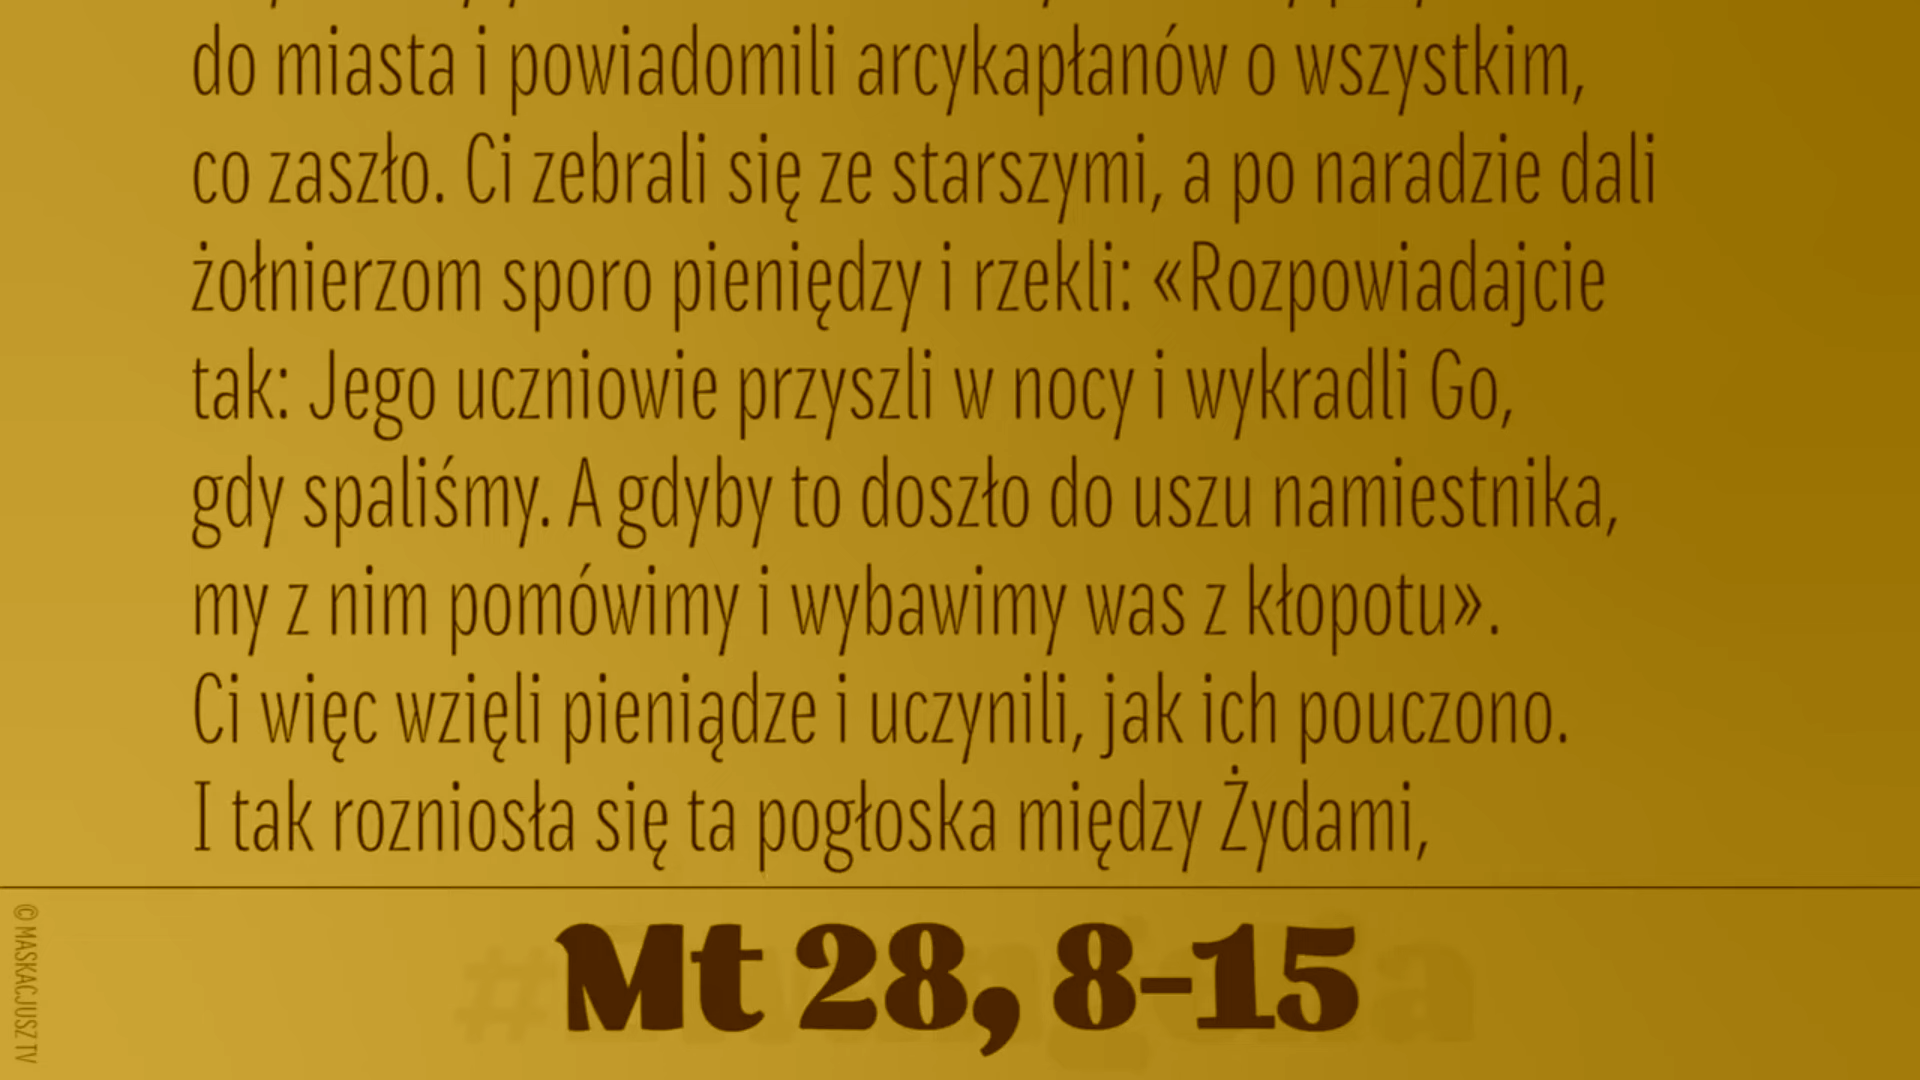 do miasta i powiadomili arcykapłanów o wszystkim,
co zaszło. Ci zebrali się ze starszymi, a po naradzie dali
żołnierzom sporo pieniędzy i rzekli: «Rozpowiadajcie
tak: Jego uczniowie przyszli w nocy i wykradli Go,
gdy spaliśmy. A gdyby to doszło do uszu namiestnika,
my z nim pomówimy i wybawimy was z kłopotu».
Ci więc wzięli pieniądze i uczynili, jak ich pouczono.
I tak rozniosła się ta pogłoska między Żydami,
Mt 28, 8-15
© MASKACJUSZ TV